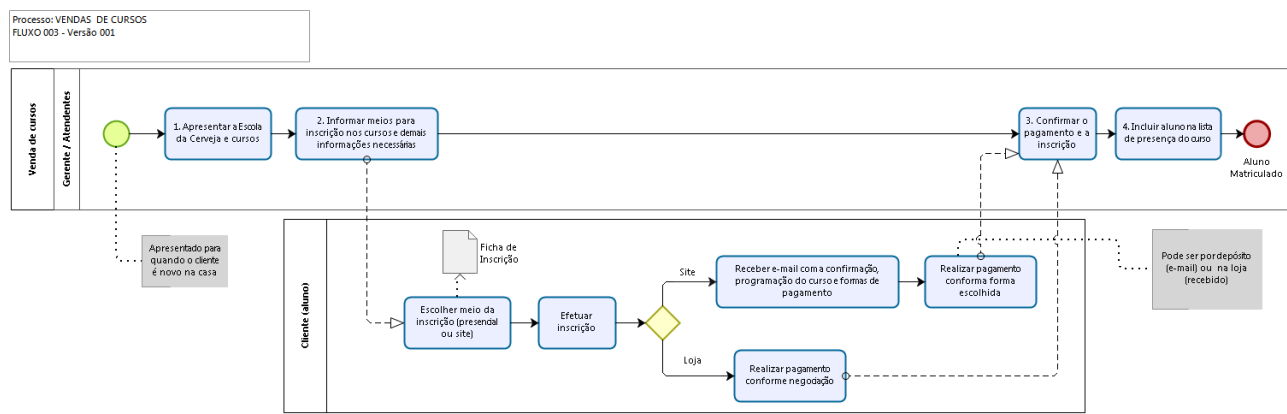 Processo: VENDAS DE CURSOS
FLUXO 003 - Versão 001
Venda de cursos
Gerente / Atendentes
1. Apresentar a Escola
da Cerveja e cursos
2. Informar meios para
inscrição nos cursos e demais
informações necessárias
3. Confirmar o
pagamento e a
inscrição
4. Incluir aluno na lista
de presença do curso
Aluno
Matriculado
Apresentado para
quando o cliente
é novo na casa
Cliente (aluno)
Ficha de
Inscrição
Escolher meio da
inscrição (presencial
ou site)
Efetuar
inscrição
Site
Receber e-mail com a confirmação,
programação do curso e formas de
pagamento
Realizar pagamento
conforma forma
escolhida
Pode ser por depósito
(e-mail) ou na loja
(recebido)
Loja
Realizar pagamento
conforme negociação